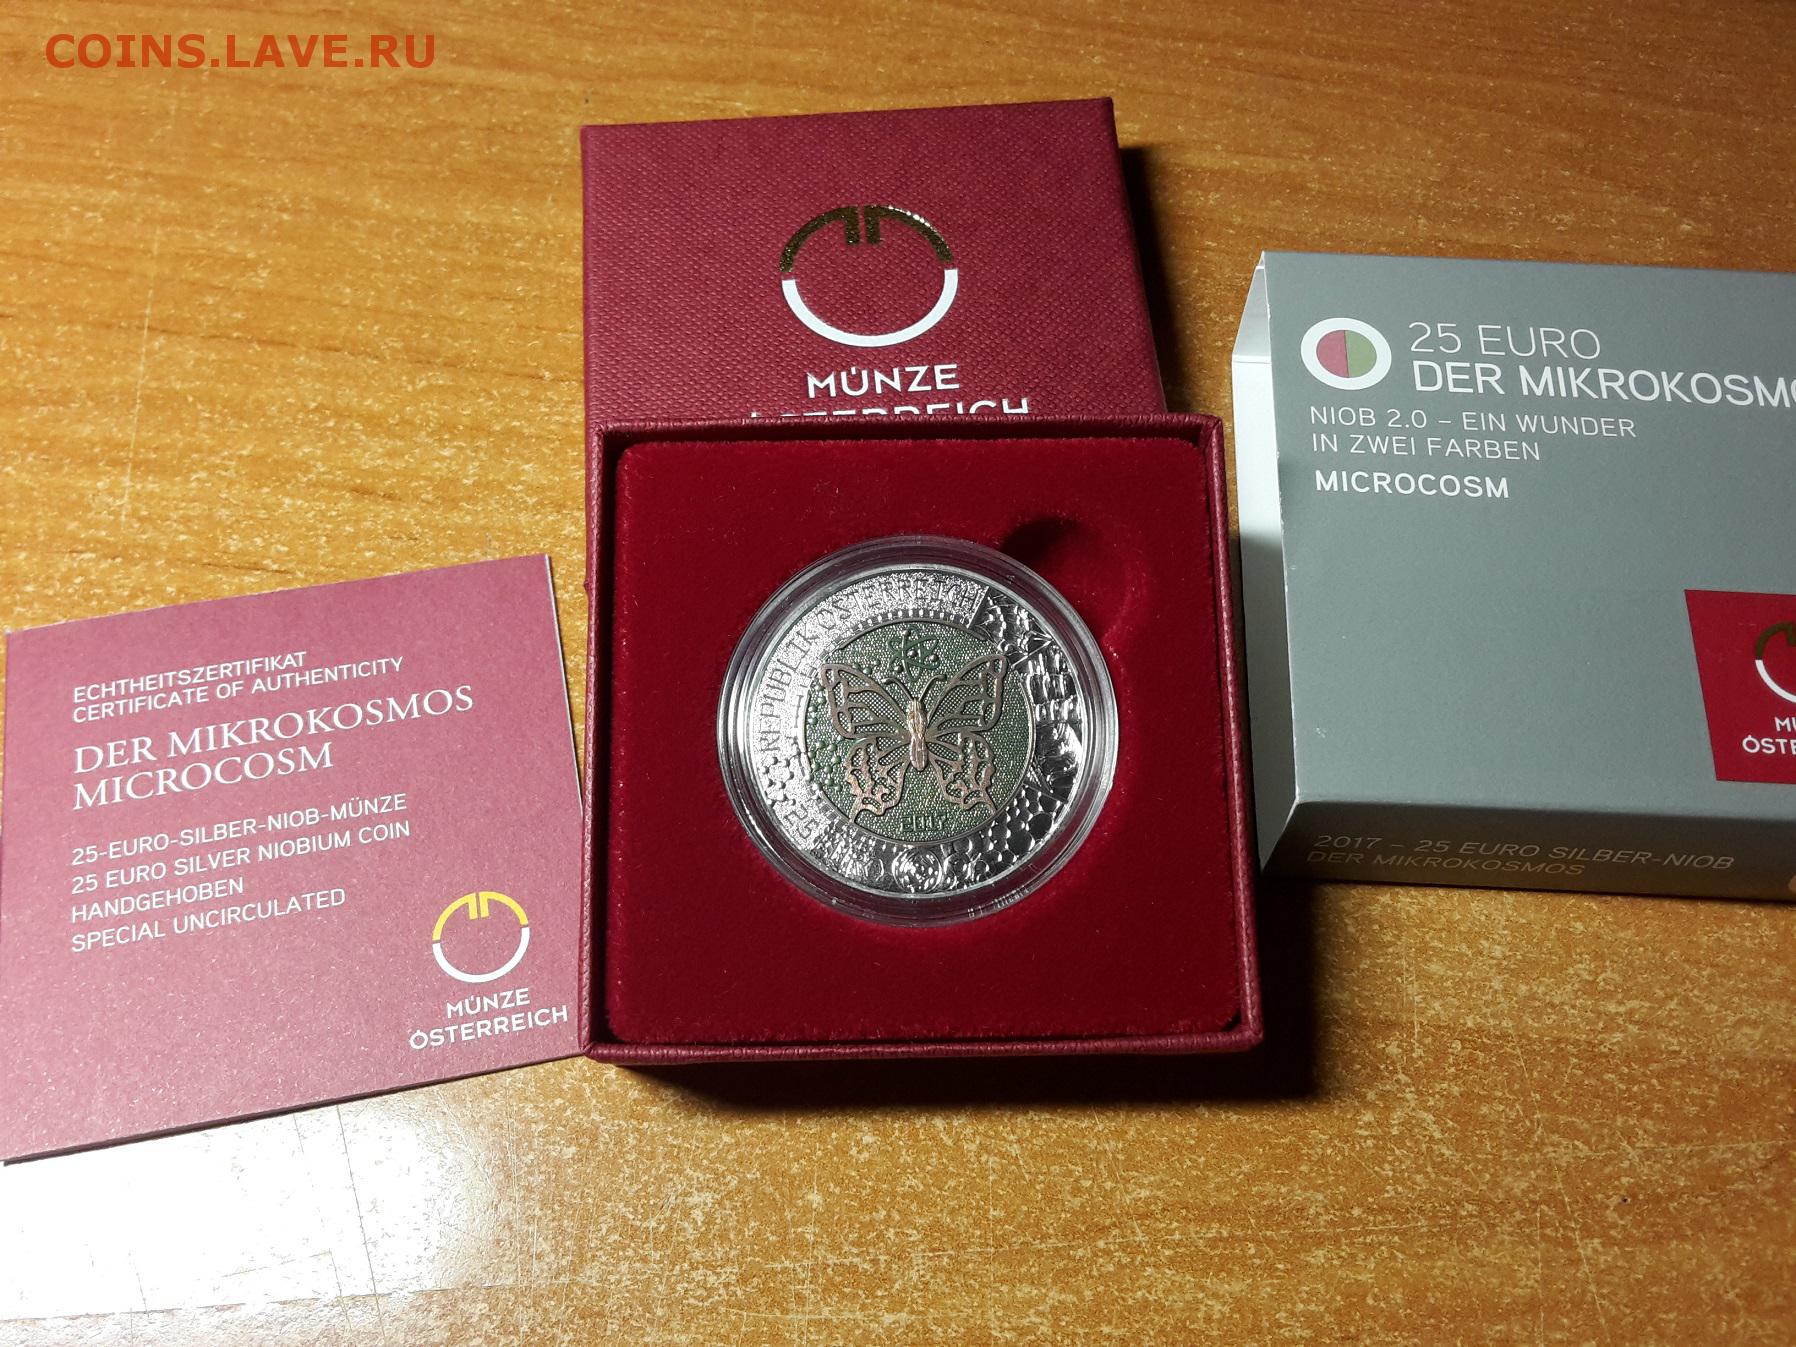 COINS.LAVE.RU
MÜNZE
ÖSTERREICH
25 EURO
DER MIKROKOSMO
NIOB 2.0 – EIN WUNDER
IN ZWEI FARBEN
MICROCOSM
MÜ
ÖST
2017 – 25 EURO SILBER-NIOB
DER MIKROKOSMOS
ECHTHEITSZERTIFIKAT
CERTIFICATE OF AUTHENTICITY
DER MIKROKOSMOS
MICROCOSM
25-EURO-SILBER-NIOB-MÜNZE
25 EURO SILVER NIOBIUM COIN
HANDGEHOBEN
SPECIAL UNCIRCULATED
MÜNZE
ÖSTERREICH
REPUBLIK ÖSTERREICH
25
2017